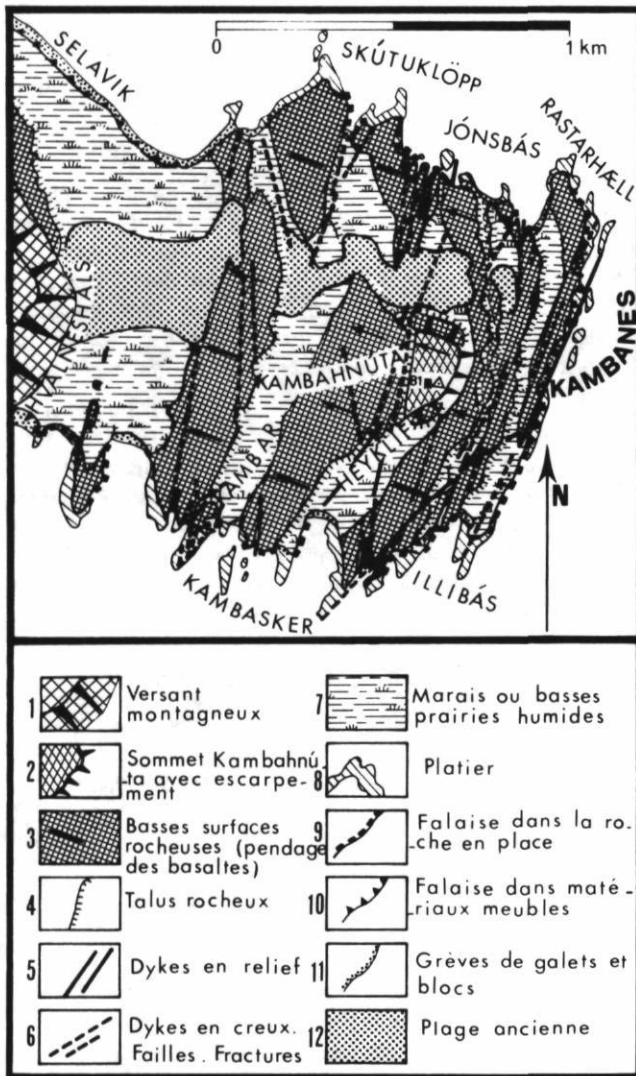 0 1 km
SELAVIK
SKÚTUKLÖPP
JÓNSBÁS
RASTARHÆLL
KAMBANES
KAMBAHNÚTA
N
ILLIBÁS
KAMBASKER
1 Versant
montagneux
2 Sommet Kambahnú-
ta avec escarpe-
ment
3 Basses surfaces
rocheuses (pendage
des basaltes)
4 Talus rocheux
5 Dykes en relief
6 Dykes en creux.
Failles. Fractures
7 Marais ou basses
prairies humides
8 Platier
9 Falaise dans la ro-
che en place
10 Falaise dans maté-
riaux meubles
11 Grèves de galets et
blocs
12 Plage ancienne